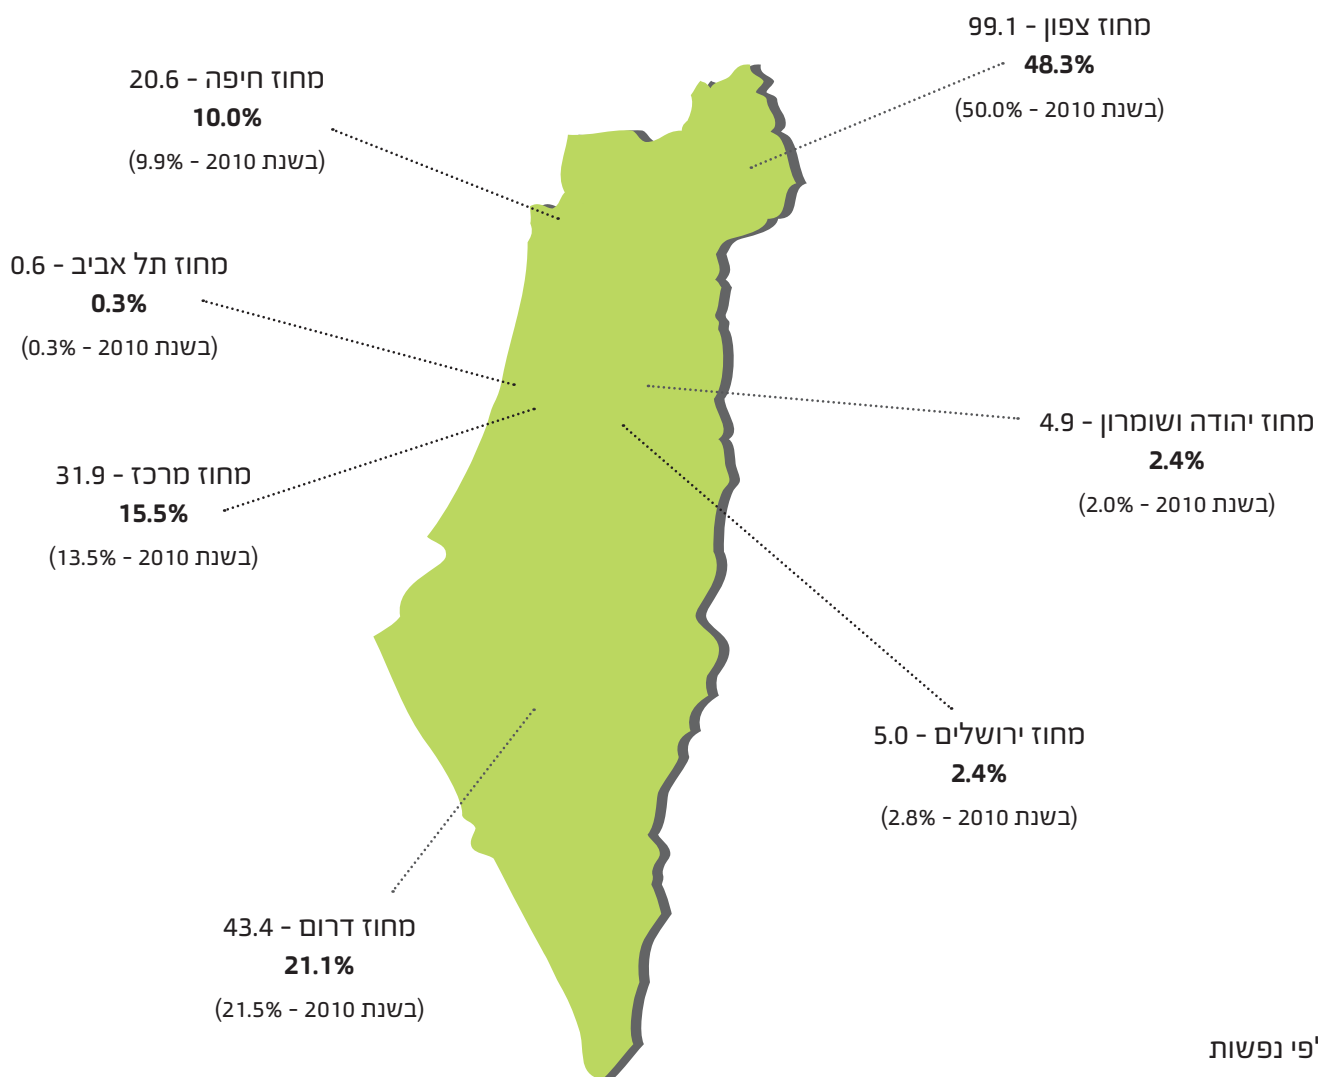 מחוז צפון - 99.1
48.3%
(בשנת 2010 - 50.0%)
מחוז חיפה - 20.6
10.0%
(בשנת 2010 - 9.9%)
מחוז תל אביב - 0.6
0.3%
(בשנת 2010 - 0.3%)
מחוז יהודה ושומרון - 4.9
2.4%
(בשנת 2010 - 2.0%)
מחוז מרכז - 31.9
15.5%
(בשנת 2010 - 13.5%)
מחוז ירושלים - 5.0
2.4%
(בשנת 2010 - 2.8%)
מחוז דרום - 43.4
21.1%
(בשנת 2010 - 21.5%)
נפשות